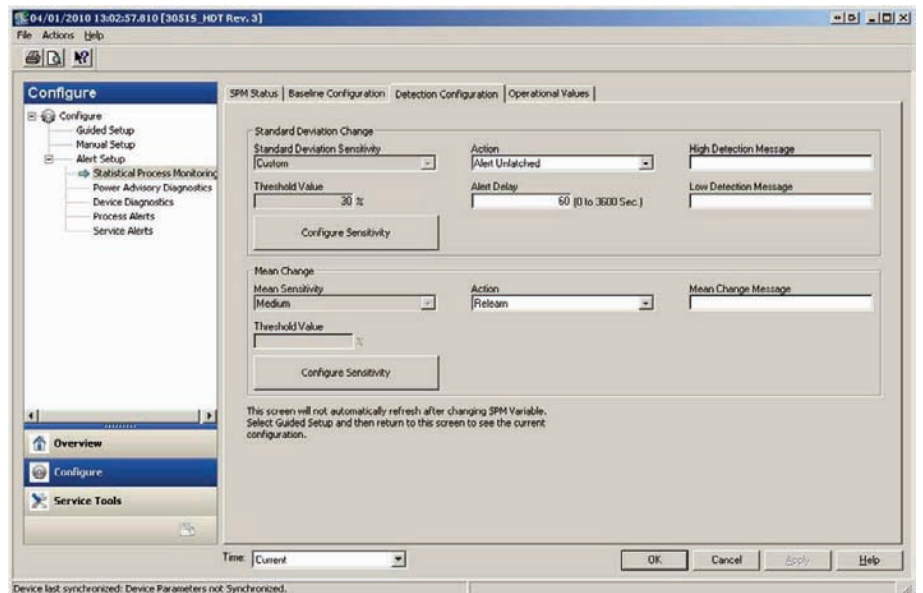 04/01/2010 13:02:57.810 [3051S_HDT Rev. 3]
File Actions Help
Configure
Configure
Guided Setup
Manual Setup
Alert Setup
Statistical Process Monitoring
Power Advisory Diagnostics
Device Diagnostics
Process Alerts
Service Alerts
Overview
Configure
Service Tools
SPM Status Baseline Configuration Detection Configuration Operational Values
Standard Deviation Change
Standard Deviation Sensitivity Action High Detection Message
Custom Alert Unlatched
Threshold Value Alert Delay Low Detection Message
30 % 60 (0 to 3600 Sec.)
Configure Sensitivity
Mean Change
Mean Sensitivity Action Mean Change Message
Medium Relearn
Threshold Value
%
Configure Sensitivity
This screen will not automatically refresh after changing SPM Variable.
Select Guided Setup and then return to this screen to see the current
configuration.
Time: Current
OK Cancel Apply Help
Device last synchronized: Device Parameters not Synchronized.